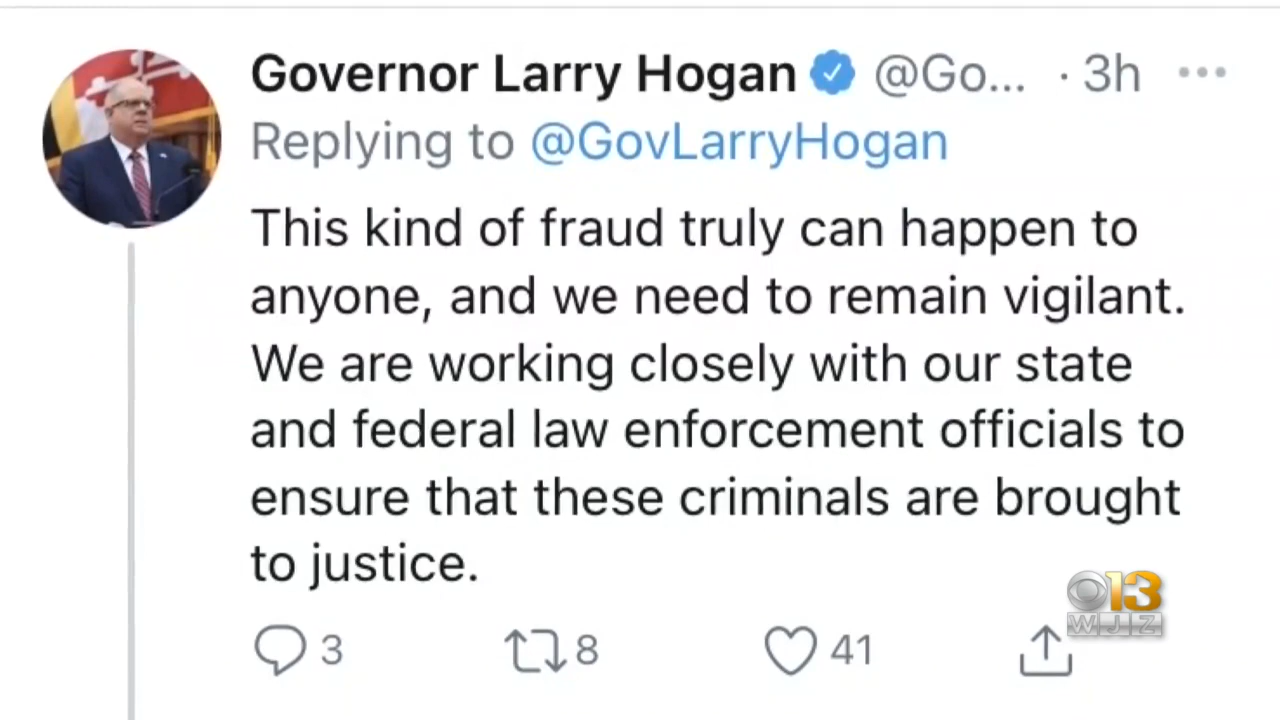 Governor Larry Hogan @Go... · 3h
Replying to @GovLarryHogan
This kind of fraud truly can happen to
anyone, and we need to remain vigilant.
We are working closely with our state
and federal law enforcement officials to
ensure that these criminals are brought
to justice.
3 8 41
13
WJZ